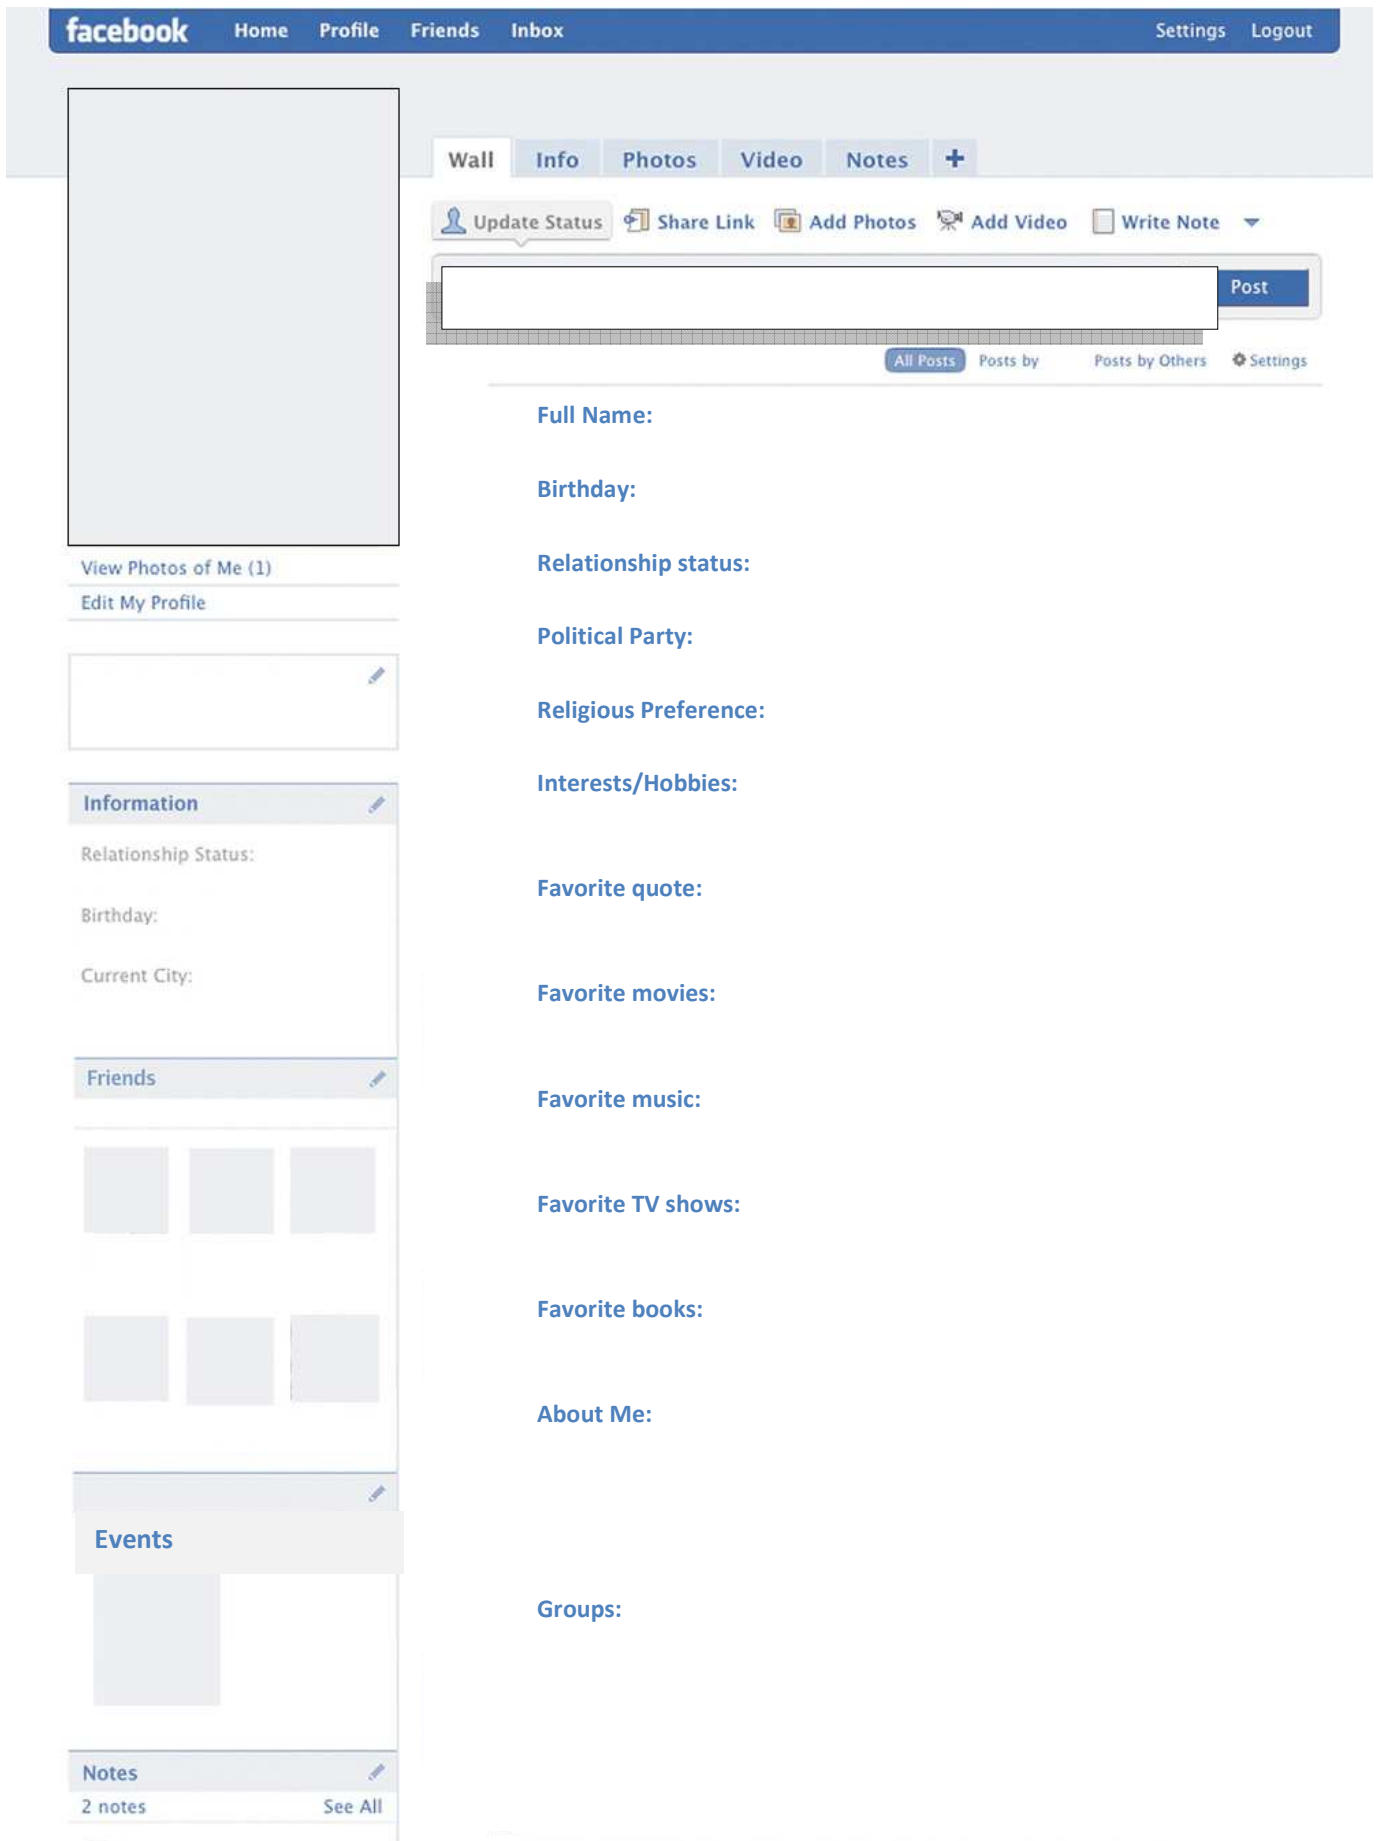 facebook Home Profile Friends Inbox Settings Logout
Wall Info Photos Video Notes +
Update Status Share Link Add Photos Add Video Write Note
Post
All Posts Posts by Posts by Others Settings
View Photos of Me (1)
Edit My Profile
Information
Relationship Status:
Birthday:
Current City:
Friends
Events
Notes
2 notes See All
Full Name:
Birthday:
Relationship status:
Political Party:
Religious Preference:
Interests/Hobbies:
Favorite quote:
Favorite movies:
Favorite music:
Favorite TV shows:
Favorite books:
About Me:
Groups: